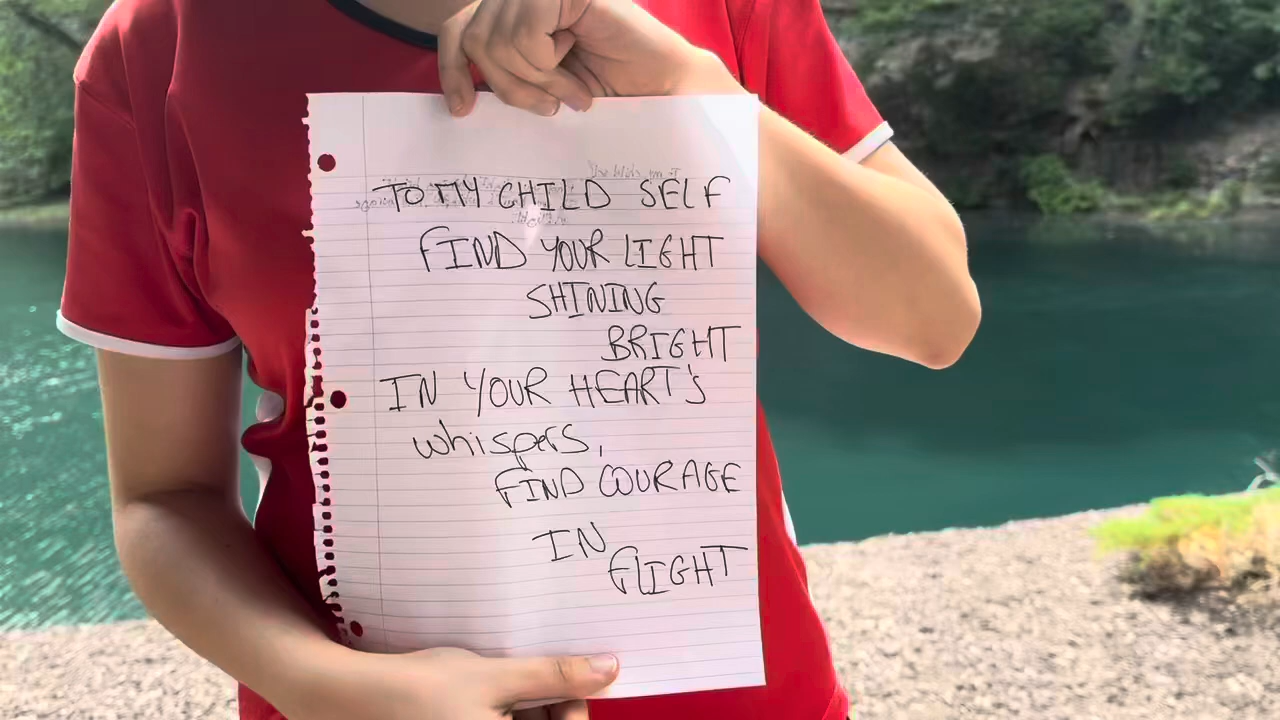 TO MY CHILD SELF
FIND YOUR LIGHT
SHINING
BRIGHT
IN YOUR HEART'S
whispers,
FIND COURAGE
IN
FLIGHT